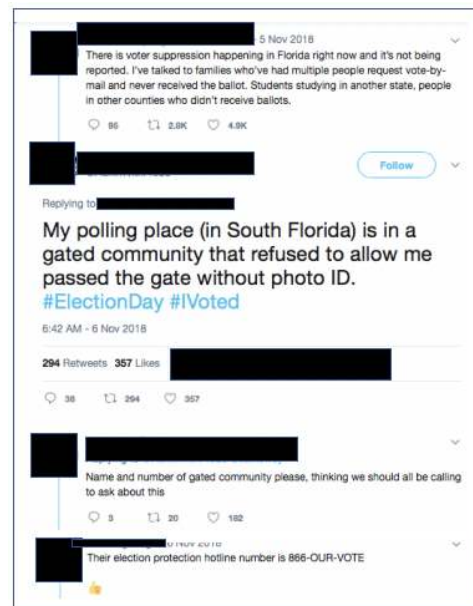 - 5 Nov 2018
There is voter suppression happening in Florida right now and it's not being
reported. I've talked to families who've had multiple people request vote-by-
mail and never received the ballot. Students studying in another state, people
in other counties who didn't receive ballots.
86 2.8K 4.9K
Follow
Replying to
My polling place (in South Florida) is in a
gated community that refused to allow me
passed the gate without photo ID.
#ElectionDay #IVoted
6:42 AM - 6 Nov 2018
294 Retweets 357 Likes
38 294 357
Name and number of gated community please, thinking we should all be calling
to ask about this
3 20 182
Their election protection hotline number is 866-OUR-VOTE